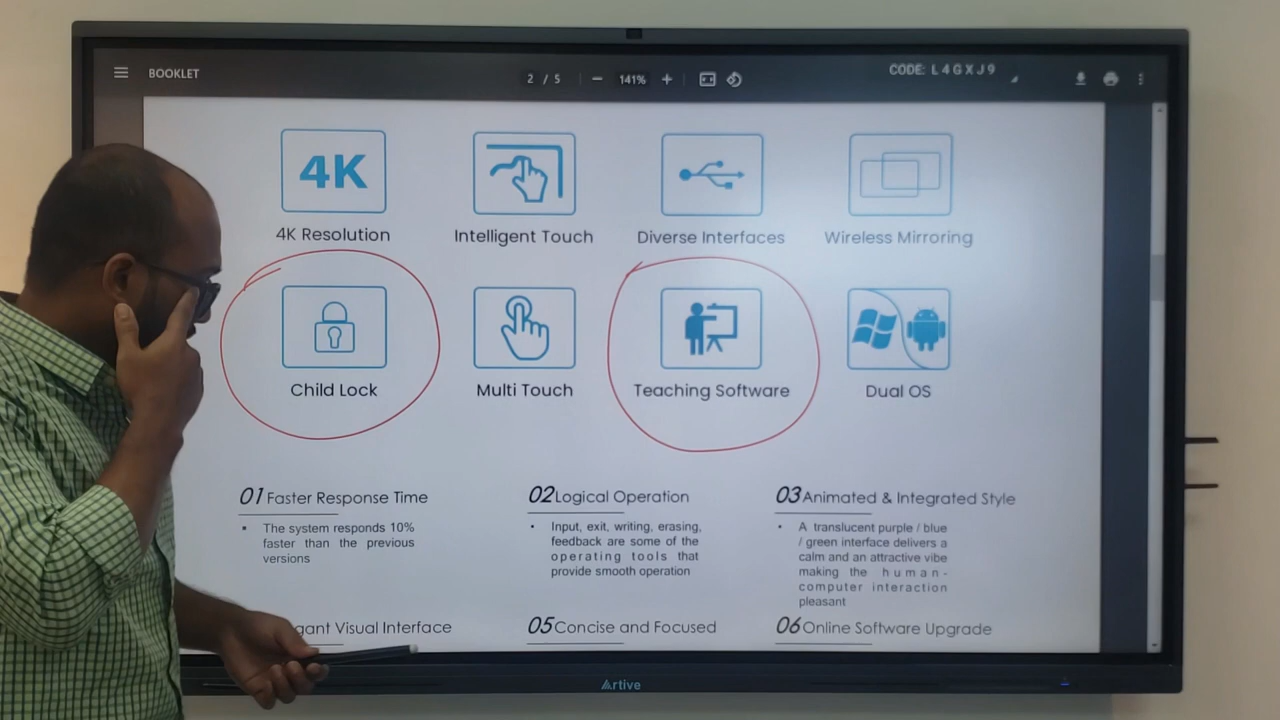 BOOKLET
2 / 5
141%
CODE: L4GXJ9
4K
4K Resolution
Intelligent Touch
Diverse Interfaces
Wireless Mirroring
Child Lock
Multi Touch
Teaching Software
Dual OS
01 Faster Response Time
• The system responds 10%
faster than the previous
versions
02 Logical Operation
• Input, exit, writing, erasing,
feedback are some of the
operating tools that
provide smooth operation
03 Animated & Integrated Style
• A translucent purple / blue
/ green interface delivers a
calm and an attractive vibe
making the human-
computer interaction
pleasant
gant Visual Interface
05 Concise and Focused
06 Online Software Upgrade
Artive